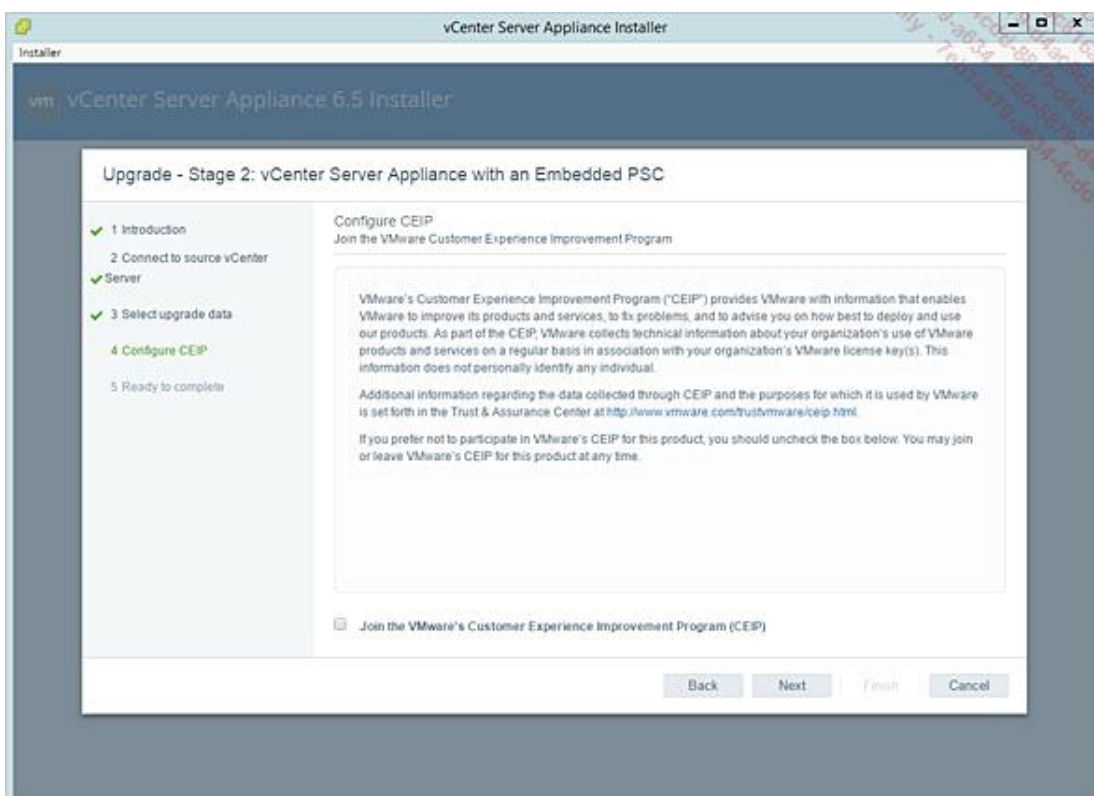 vCenter Server Appliance Installer
Installer
vm vCenter Server Appliance 6.5 Installer
Upgrade - Stage 2: vCenter Server Appliance with an Embedded PSC
1 Introduction
2 Connect to source vCenter
Server
3 Select upgrade data
4 Configure CEIP
5 Ready to complete
Configure CEIP
Join the VMware Customer Experience Improvement Program
VMware's Customer Experience Improvement Program ("CEIP") provides VMware with information that enables
VMware to improve its products and services, to fix problems, and to advise you on how best to deploy and use
our products. As part of the CEIP, VMware collects technical information about your organization's use of VMware
products and services on a regular basis in association with your organization's VMware license key(s). This
information does not personally identify any individual.
Additional information regarding the data collected through CEIP and the purposes for which it is used by VMware
is set forth in the Trust & Assurance Center at http://www.vmware.com/trustvmware/ceip.html.
If you prefer not to participate in VMware's CEIP for this product, you should uncheck the box below. You may join
or leave VMware's CEIP for this product at any time.
Join the VMware's Customer Experience Improvement Program (CEIP)
Back
Next
Finish
Cancel